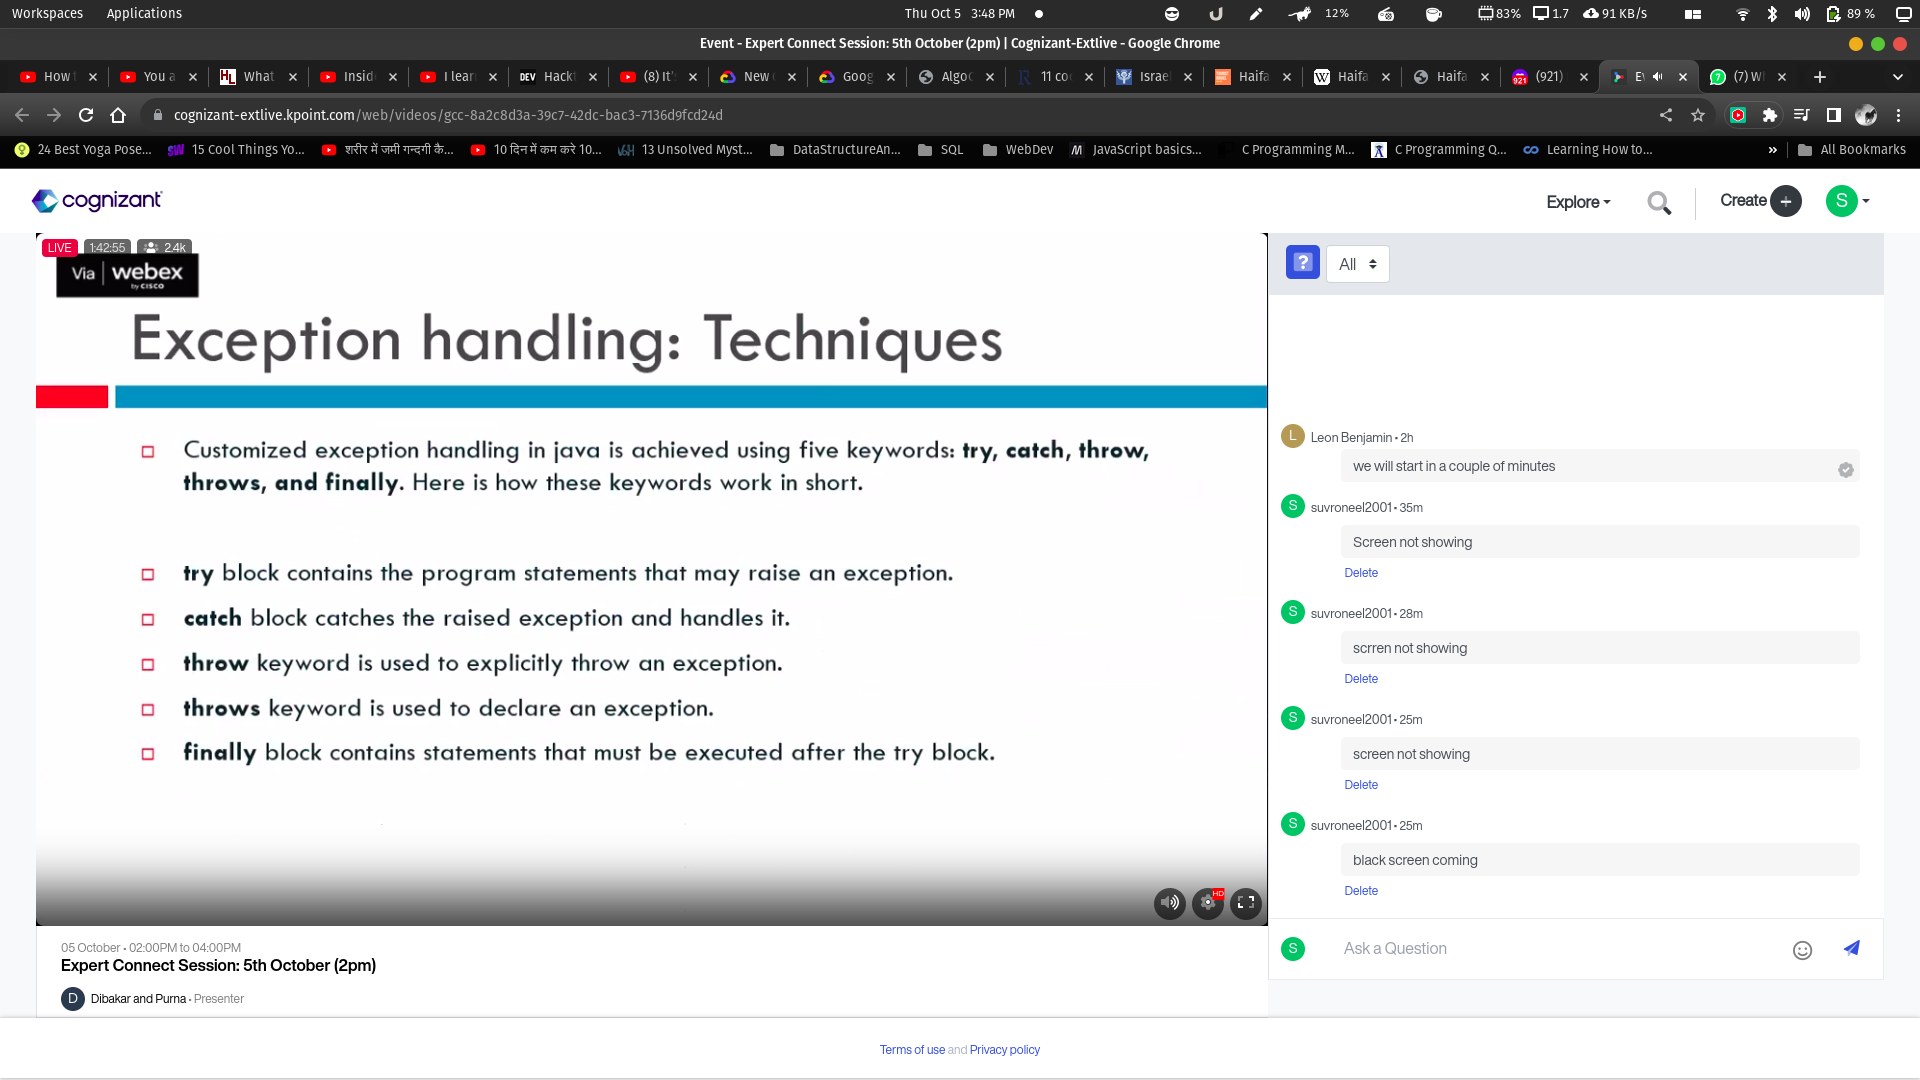 Workspaces Applications Thu Oct 5 3:48 PM 12% 83% 1.7 91 KB/s 89 %
Event - Expert Connect Session: 5th October (2pm) | Cognizant-Extlive - Google Chrome
How t You a What Insid I lear DEV Hackt (8) It' New c Goog AlgoC 11 co Israe Haifa Haifa Haifa (921) Ev (7) W
cognizant-extlive.kpoint.com/web/videos/gcc-8a2c8d3a-39c7-42dc-bac3-7136d9fcd24d
24 Best Yoga Pose... 15 Cool Things Yo... शरीर में जमी गन्दगी कै... 10 दिन में कम करे 10... 13 Unsolved Myst... DataStructureAn... SQL WebDev JavaScript basics... C Programming M... C Programming Q... Learning How to... » All Bookmarks
cognizant Explore Create S
LIVE 1:42:55 2.4k
Via | webex
by CISCO
? All
Exception handling: Techniques
Customized exception handling in java is achieved using five keywords: try, catch, throw,
throws, and finally. Here is how these keywords work in short.
try block contains the program statements that may raise an exception.
catch block catches the raised exception and handles it.
throw keyword is used to explicitly throw an exception.
throws keyword is used to declare an exception.
finally block contains statements that must be executed after the try block.
HD
L Leon Benjamin • 2h
we will start in a couple of minutes
S suvroneel2001 • 35m
Screen not showing
Delete
S suvroneel2001 • 28m
scrren not showing
Delete
S suvroneel2001 • 25m
screen not showing
Delete
S suvroneel2001 • 25m
black screen coming
Delete
S Ask a Question
05 October • 02:00PM to 04:00PM
Expert Connect Session: 5th October (2pm)
D Dibakar and Purna • Presenter
Terms of use and Privacy policy